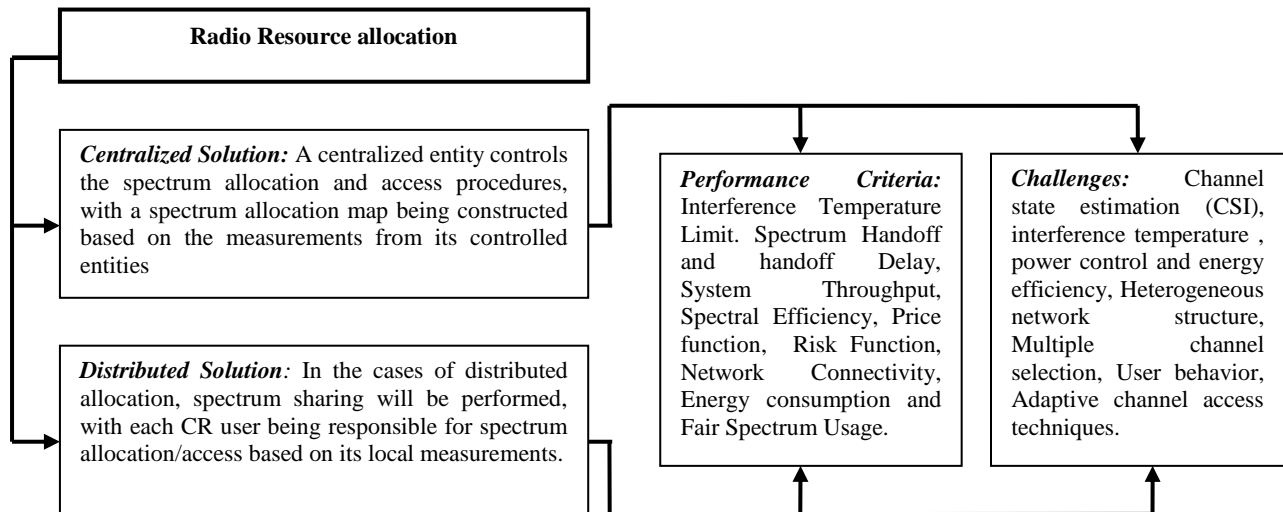 Radio Resource allocation
Centralized Solution: A centralized entity controls
the spectrum allocation and access procedures,
with a spectrum allocation map being constructed
based on the measurements from its controlled
entities
Distributed Solution: In the cases of distributed
allocation, spectrum sharing will be performed,
with each CR user being responsible for spectrum
allocation/access based on its local measurements.
Performance Criteria:
Interference Temperature
Limit. Spectrum Handoff
and handoff Delay,
System Throughput,
Spectral Efficiency, Price
function, Risk Function,
Network Connectivity,
Energy consumption and
Fair Spectrum Usage.
Challenges: Channel
state estimation (CSI),
interference temperature ,
power control and energy
efficiency, Heterogeneous
network structure,
Multiple channel
selection, User behavior,
Adaptive channel access
techniques.